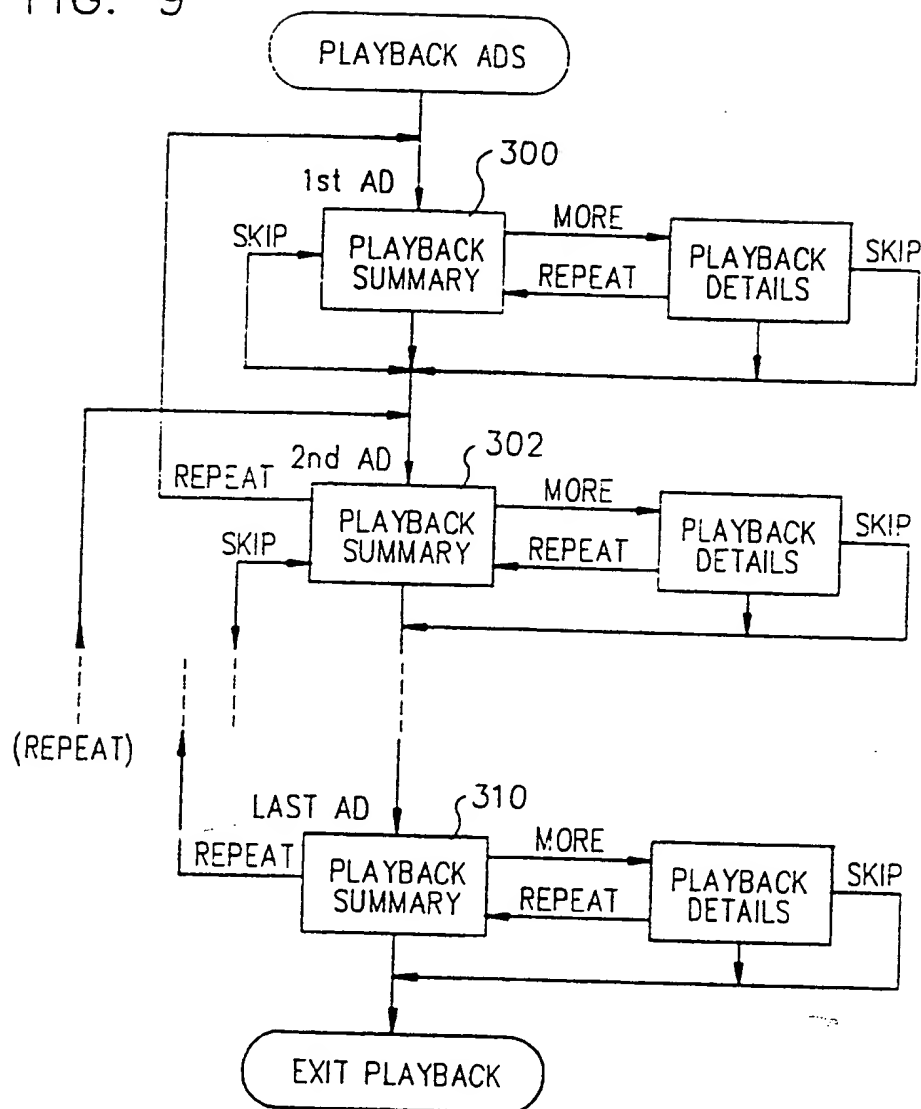 FIG. 9
PLAYBACK ADS
300
1st AD
SKIP
PLAYBACK
SUMMARY
MORE
REPEAT
PLAYBACK
DETAILS
SKIP
302
2nd AD
REPEAT
SKIP
PLAYBACK
SUMMARY
MORE
REPEAT
PLAYBACK
DETAILS
SKIP
(REPEAT)
310
LAST AD
REPEAT
PLAYBACK
SUMMARY
MORE
REPEAT
PLAYBACK
DETAILS
SKIP
EXIT PLAYBACK